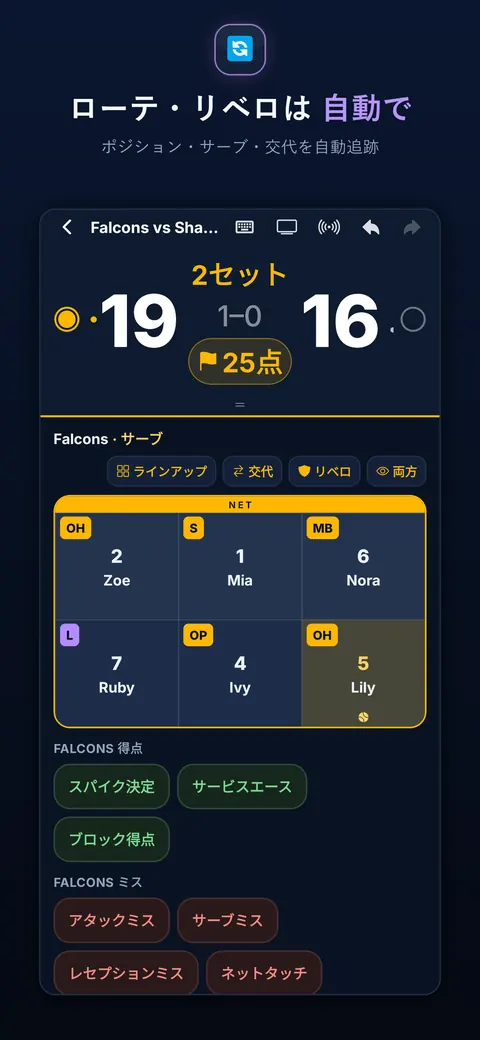 ローテ・リベロは 自動で
ポジション・サーブ・交代を自動追跡
Falcons vs Sha...
2セット
19 1–0 16
25点
Falcons · サーブ
ラインアップ 交代 リベロ 両方
NET
OH S MB
2 1 6
Zoe Mia Nora
L OP OH
7 4 5
Ruby Ivy Lily
FALCONS 得点
スパイク決定 サービスエース
ブロック得点
FALCONS ミス
アタックミス サーブミス
レセプションミス ネットタッチ